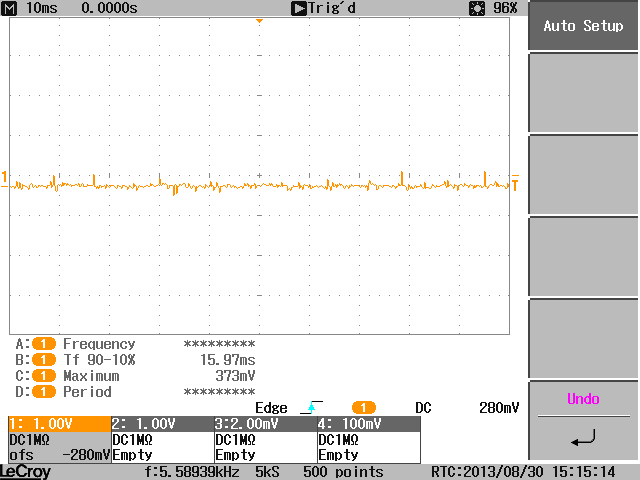 M 10ms 0.0000s Trig'd 96%
Auto Setup
1
T
A: 1 Frequency *********
B: 1 Tf 90-10% 15.97ms
C: 1 Maximum 373mV
D: 1 Period *********
Edge 1 DC 280mV
Undo
1: 1.00V 2: 1.00V 3:2.00mV 4: 100mV
DC1MΩ DC1MΩ DC1MΩ DC1MΩ
ofs -280mV Empty Empty Empty
LeCroy f:5.58939kHz 5kS 500 points RTC:2013/08/30 15:15:14